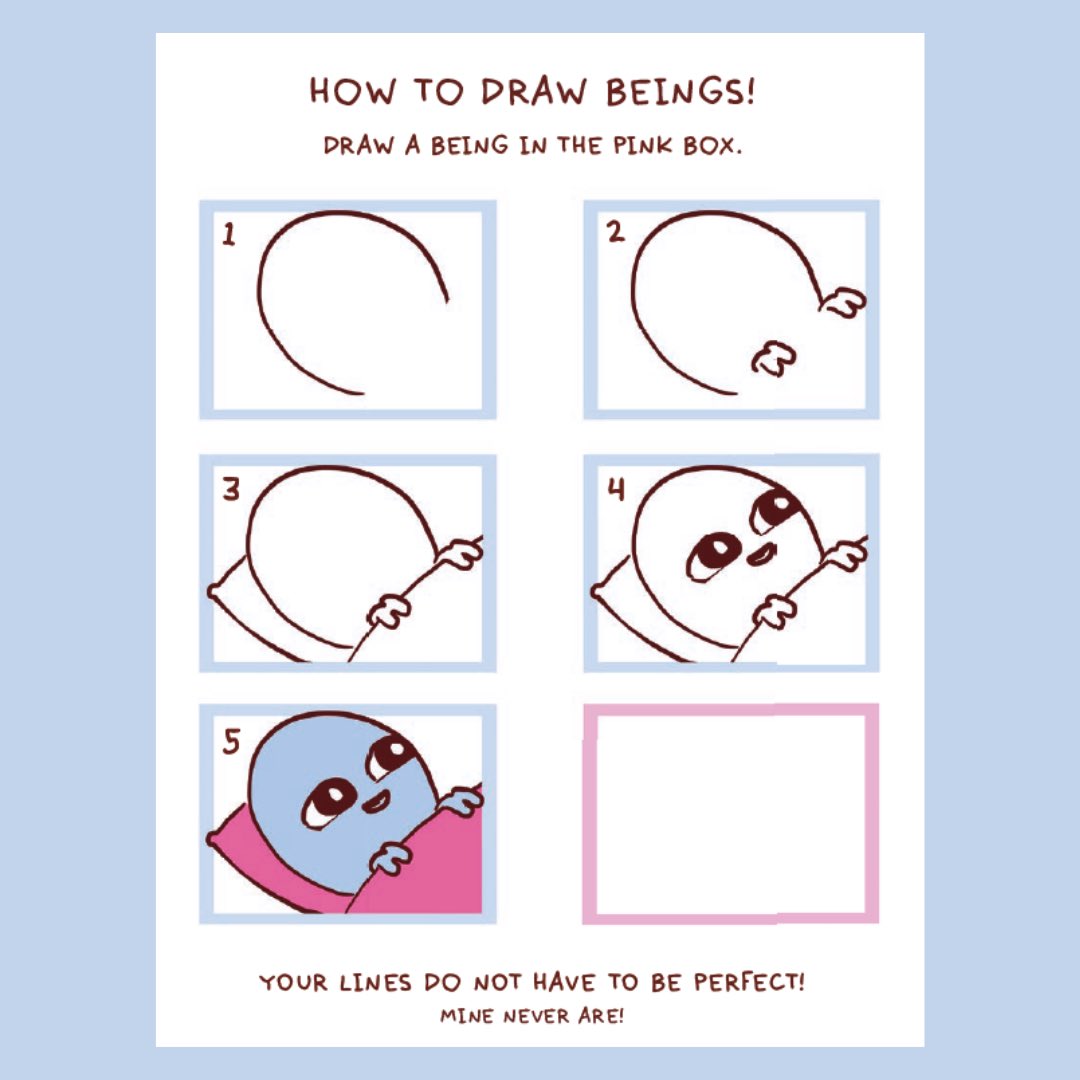 HOW TO DRAW BEINGS!
DRAW A BEING IN THE PINK BOX.
1
2
3
4
5
YOUR LINES DO NOT HAVE TO BE PERFECT!
MINE NEVER ARE!